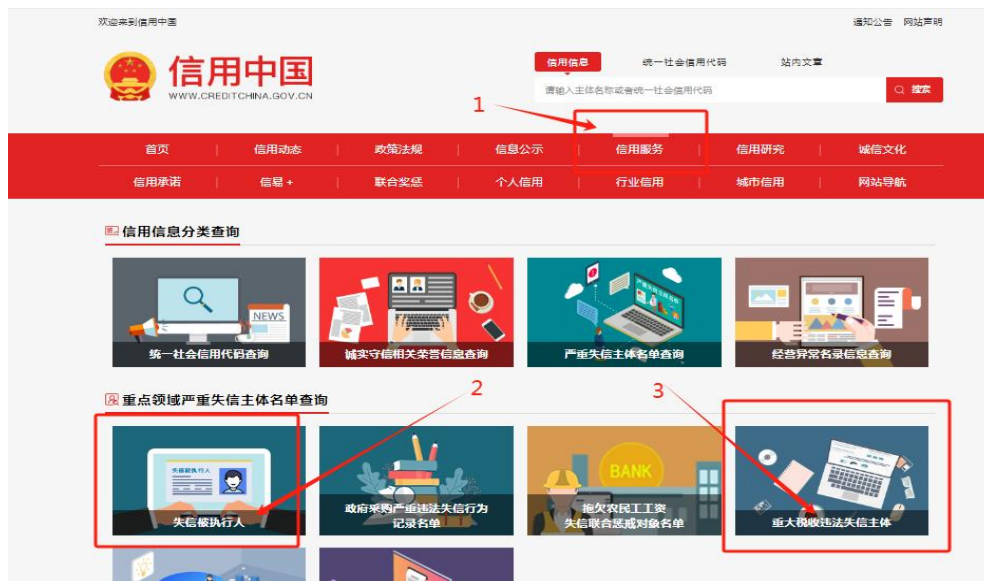 欢迎来到信用中国
通知公告 网站声明
信用中国
WWW.CREDITCHINA.GOV.CN
信用信息 统一社会信用代码 站内文章
请输入主体名称或者统一社会信用代码 搜索
1
首页 | 信用动态 | 政策法规 | 信息公示 | 信用服务 | 信用研究 | 诚信文化
信用承诺 | 信易+ | 联合奖惩 | 个人信用 | 行业信用 | 城市信用 | 网站导航
信用信息分类查询
NEWS
统一社会信用代码查询
诚实守信相关荣誉信息查询
严重失信主体名单查询
经营异常名录信息查询
重点领域严重失信主体名单查询
2
3
失信被执行人
失信被执行人
政府采购严重违法失信行为
记录名单
BANK
拖欠农民工工资
失信联合惩戒对象名单
重大税收违法失信主体